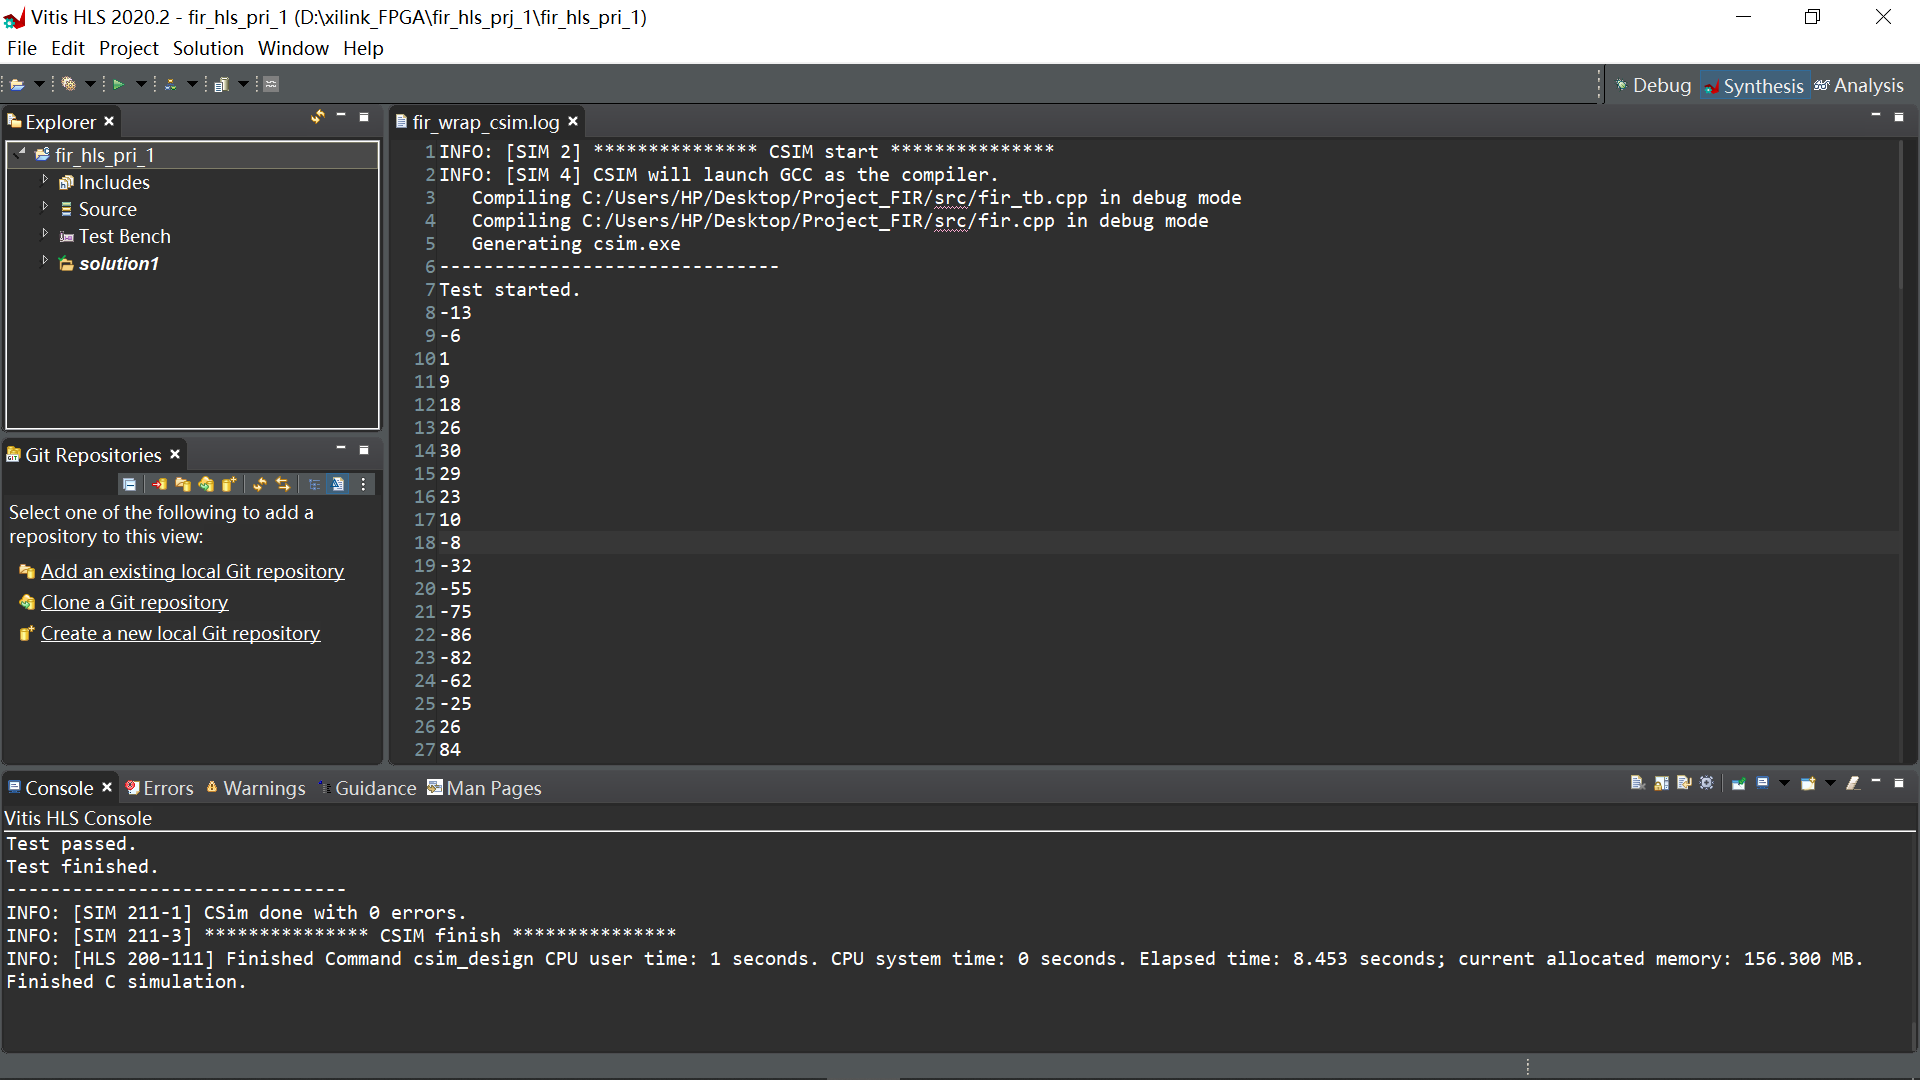 Vitis HLS 2020.2 - fir_hls_pri_1 (D:\xilink_FPGA\fir_hls_prj_1\fir_hls_pri_1)
File Edit Project Solution Window Help
Debug Synthesis Analysis
Explorer
fir_hls_pri_1
Includes
Source
Test Bench
solution1
Git Repositories
Select one of the following to add a
repository to this view:
Add an existing local Git repository
Clone a Git repository
Create a new local Git repository
fir_wrap_csim.log
1 INFO: [SIM 2] *************** CSIM start ***************
2 INFO: [SIM 4] CSIM will launch GCC as the compiler.
3    Compiling C:/Users/HP/Desktop/Project_FIR/src/fir_tb.cpp in debug mode
4    Compiling C:/Users/HP/Desktop/Project_FIR/src/fir.cpp in debug mode
5    Generating csim.exe
6 -------------------------------
7 Test started.
8 -13
9 -6
10 1
11 9
12 18
13 26
14 30
15 29
16 23
17 10
18 -8
19 -32
20 -55
21 -75
22 -86
23 -82
24 -62
25 -25
26 26
27 84
Console Errors Warnings Guidance Man Pages
Vitis HLS Console
Test passed.
Test finished.
-------------------------------
INFO: [SIM 211-1] CSim done with 0 errors.
INFO: [SIM 211-3] *************** CSIM finish ***************
INFO: [HLS 200-111] Finished Command csim_design CPU user time: 1 seconds. CPU system time: 0 seconds. Elapsed time: 8.453 seconds; current allocated memory: 156.300 MB.
Finished C simulation.